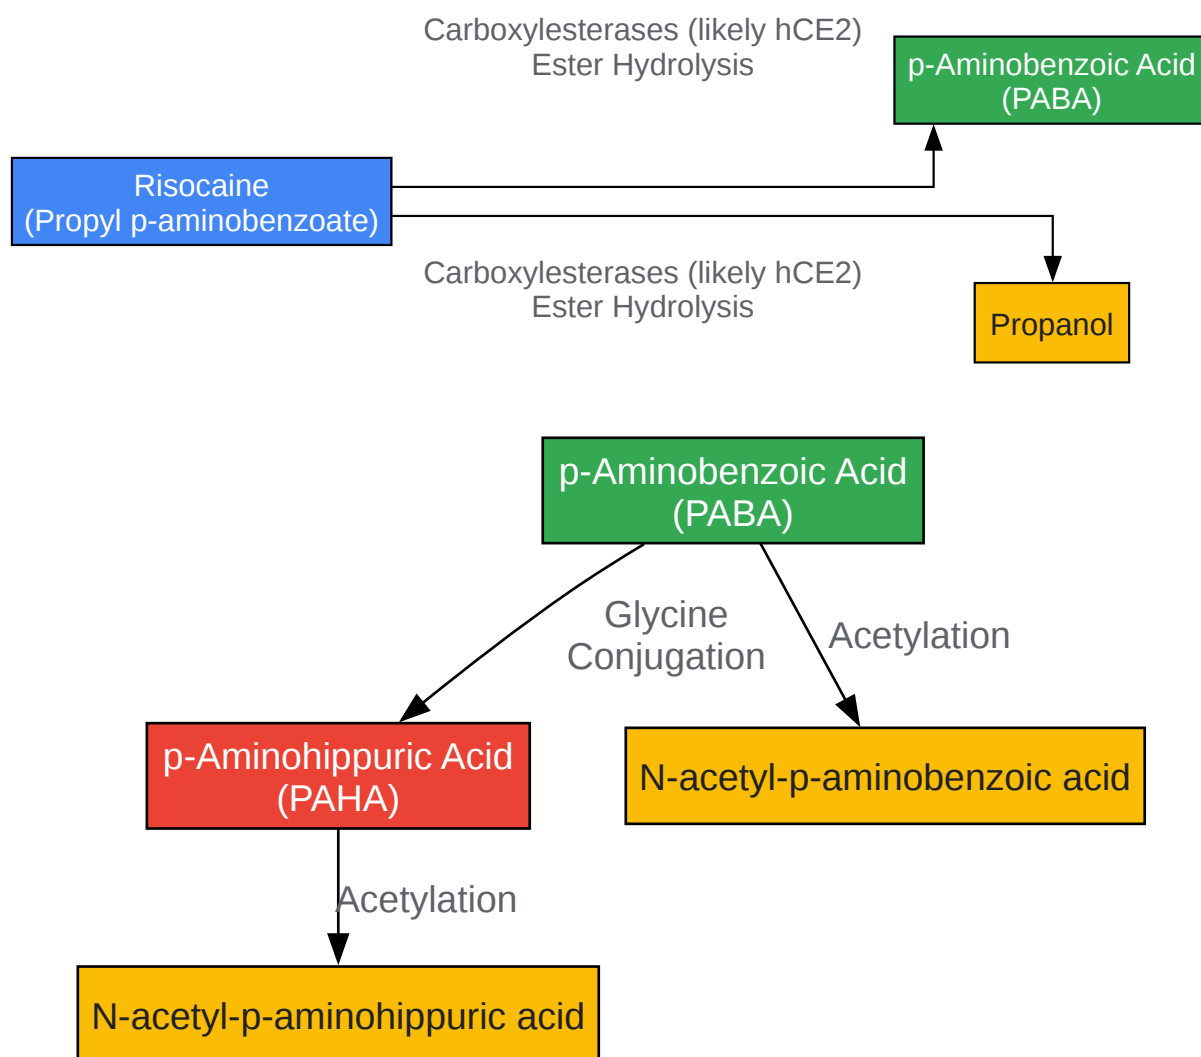 Carboxylesterases (likely hCE2)
Ester Hydrolysis
p-Aminobenzoic Acid
(PABA)
Risocaine
(Propyl p-aminobenzoate)
Carboxylesterases (likely hCE2)
Ester Hydrolysis
Propanol
p-Aminobenzoic Acid
(PABA)
Glycine
Conjugation
Acetylation
p-Aminohippuric Acid
(PAHA)
N-acetyl-p-aminobenzoic acid
Acetylation
N-acetyl-p-aminohippuric acid